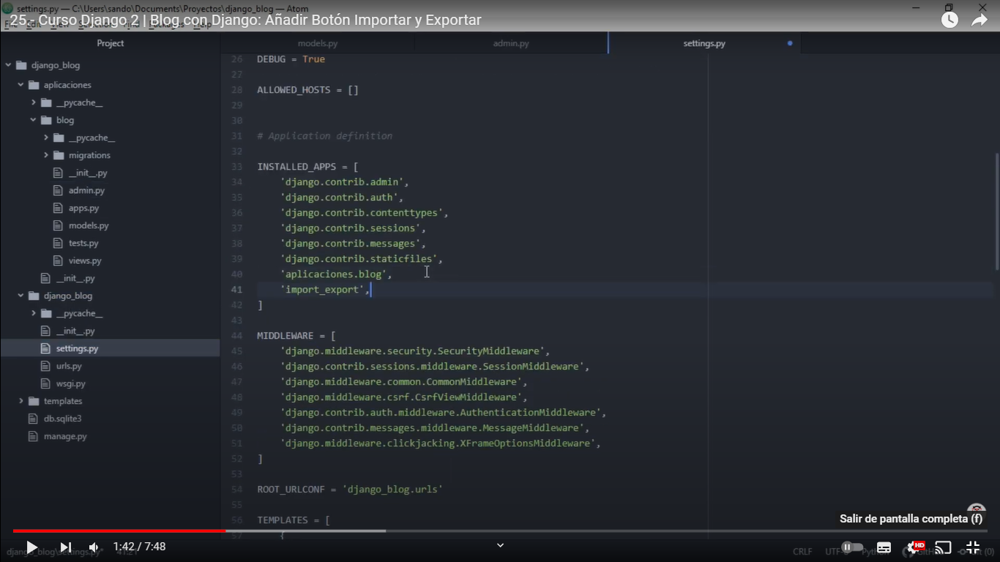 settings.py — C:\Users\sando\Documents\Proyectos\django_blog — Atom
25.- Curso Django 2 | Blog con Django: Añadir Botón Importar y Exportar
Project
models.py
admin.py
settings.py
django_blog
aplicaciones
__pycache__
blog
__pycache__
migrations
__init__.py
admin.py
apps.py
models.py
tests.py
views.py
__init__.py
django_blog
__pycache__
__init__.py
settings.py
urls.py
wsgi.py
templates
db.sqlite3
manage.py
26 DEBUG = True
27
28 ALLOWED_HOSTS = []
29
30
31 # Application definition
32
33 INSTALLED_APPS = [
34 'django.contrib.admin',
35 'django.contrib.auth',
36 'django.contrib.contenttypes',
37 'django.contrib.sessions',
38 'django.contrib.messages',
39 'django.contrib.staticfiles',
40 'aplicaciones.blog',
41 'import_export',
42 ]
43
44 MIDDLEWARE = [
45 'django.middleware.security.SecurityMiddleware',
46 'django.contrib.sessions.middleware.SessionMiddleware',
47 'django.middleware.common.CommonMiddleware',
48 'django.middleware.csrf.CsrfViewMiddleware',
49 'django.contrib.auth.middleware.AuthenticationMiddleware',
50 'django.contrib.messages.middleware.MessageMiddleware',
51 'django.middleware.clickjacking.XFrameOptionsMiddleware',
52 ]
53
54 ROOT_URLCONF = 'django_blog.urls'
55
56 TEMPLATES = [
57 {
Salir de pantalla completa (f)
1:42 / 7:48
django_blog\settings.py* 41:21
CRLF
HD